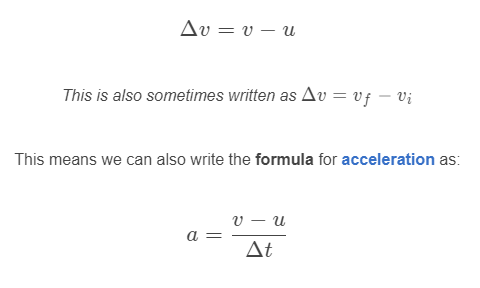 Δv = v − u
This is also sometimes written as Δv = v_f − v_i
This means we can also write the formula for acceleration as:
a = (v − u) / Δt